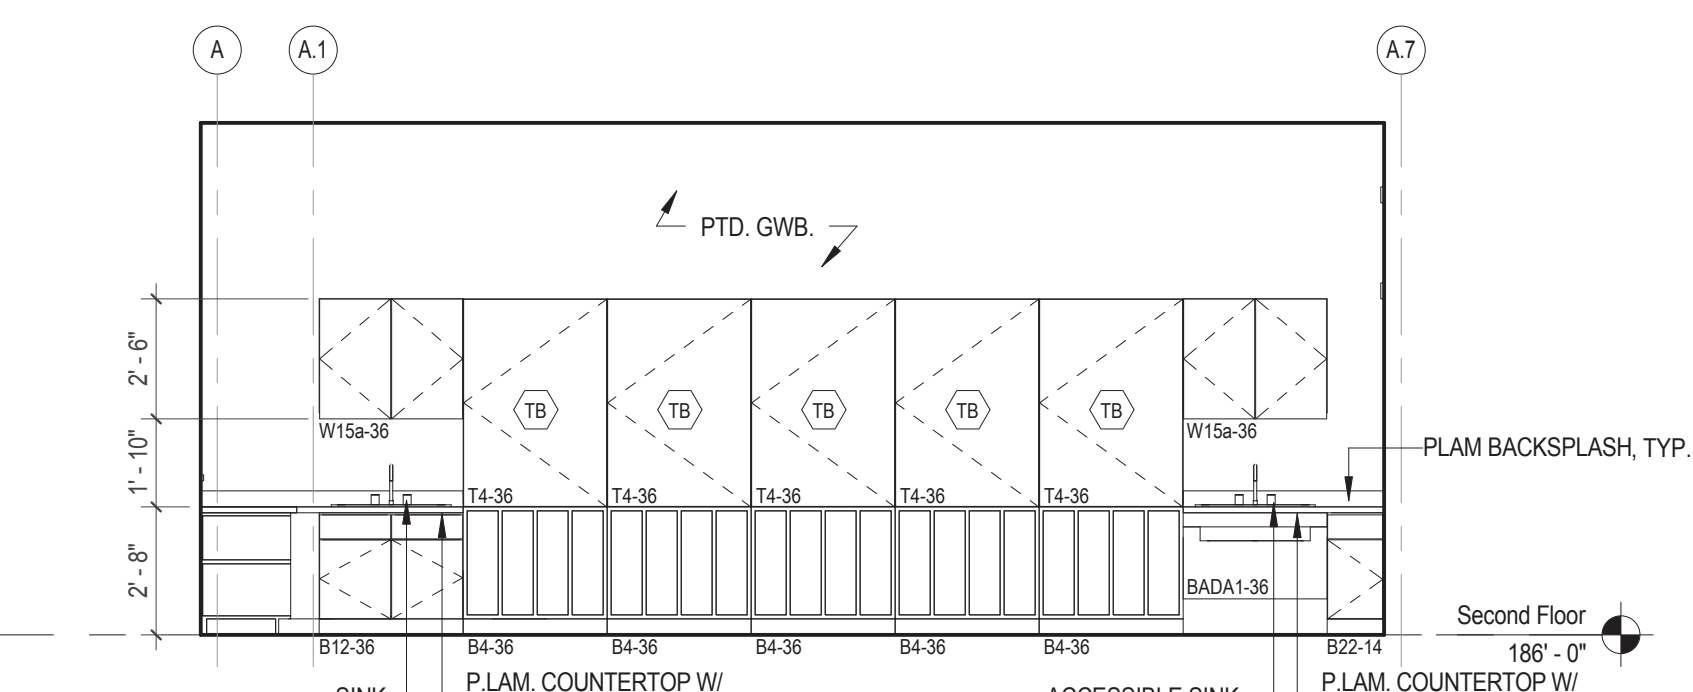 A
A.1
A.7
PTD. GWB.
2' - 6"
1' - 10"
2' - 8"
TB
TB
TB
TB
TB
W15a-36
W15a-36
PLAM BACKSPLASH, TYP.
T4-36
T4-36
T4-36
T4-36
T4-36
BADA1-36
Second Floor
186' - 0"
B12-36
B4-36
B4-36
B4-36
B4-36
B4-36
B22-14
SINK
P.LAM. COUNTERTOP W/
ACCESSIBLE SINK
P.LAM. COUNTERTOP W/